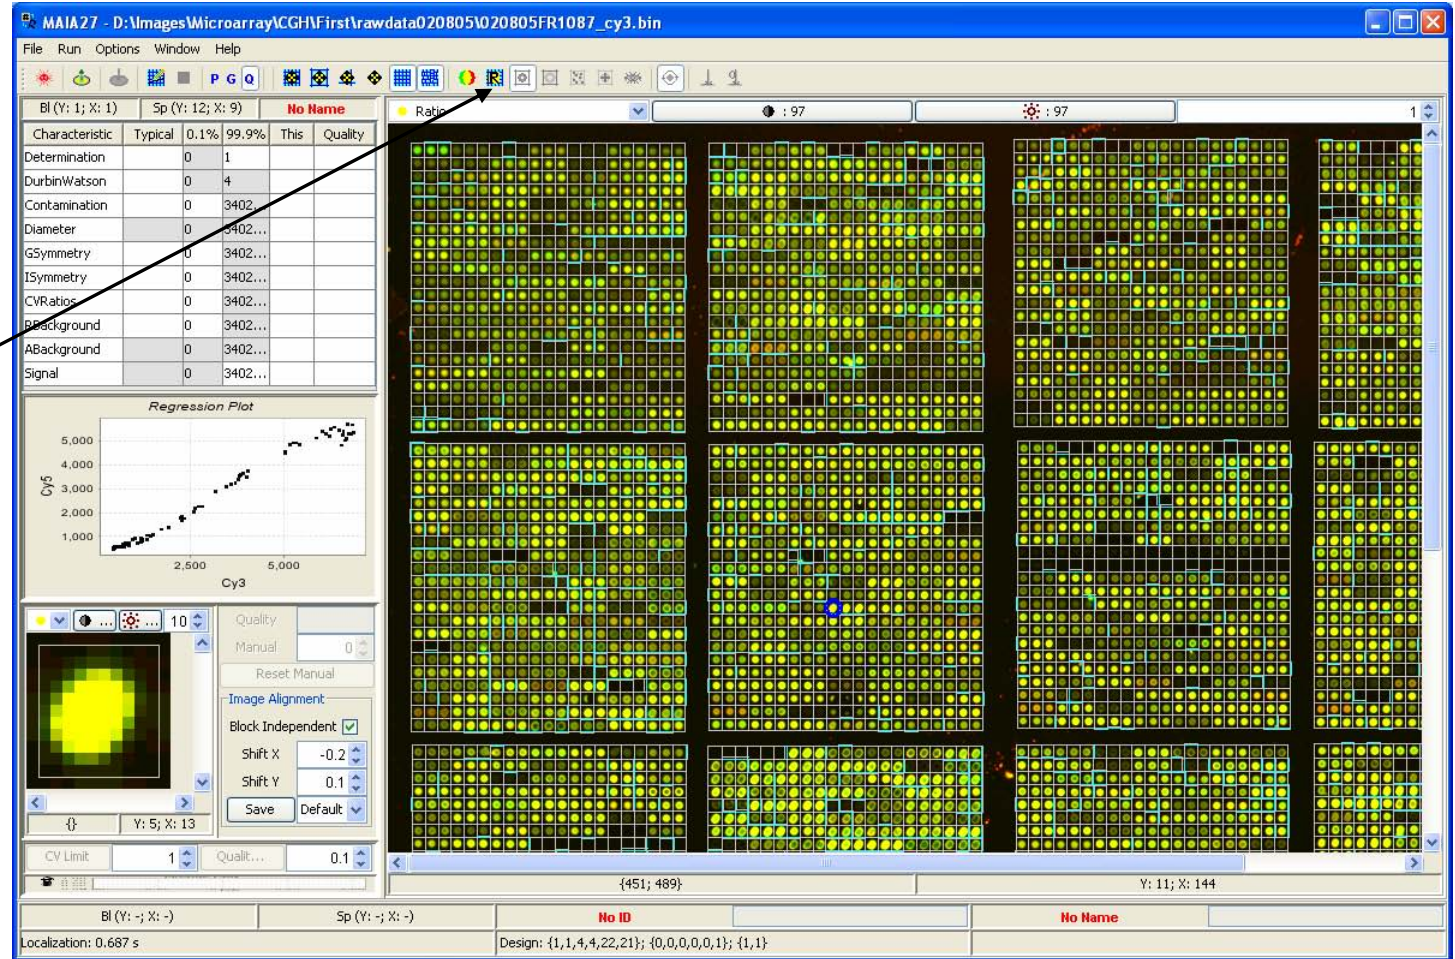 MAIA27 - D:\Images\Microarray\CGH\First\rawdata020805\020805FR1087_cy3.bin
File Run Options Window Help
P G Q R
Bl (Y: 1; X: 1) Sp (Y: 12; X: 9) No Name
Ratio : 97 : 97 1
Characteristic Typical 0.1% 99.9% This Quality
Determination 0 1
DurbinWatson 0 4
Contamination 0 3402...
Diameter 0 3402...
GSymmetry 0 3402...
ISymmetry 0 3402...
CVRatios 0 3402...
RBackground 0 3402...
ABackground 0 3402...
Signal 0 3402...
Regression Plot
5,000
4,000
3,000
2,000
1,000
Cy5
2,500 5,000
Cy3
... ... 10
Quality
Manual 0
Reset Manual
Image Alignment
Block Independent
Shift X -0.2
Shift Y 0.1
Save Default
{} Y: 5; X: 13
CV Limit 1 Qualit... 0.1
{451; 489} Y: 11; X: 144
Bl (Y: -; X: -) Sp (Y: -; X: -) No ID No Name
Localization: 0.687 s Design: {1,1,4,4,22,21}; {0,0,0,0,0,1}; {1,1}